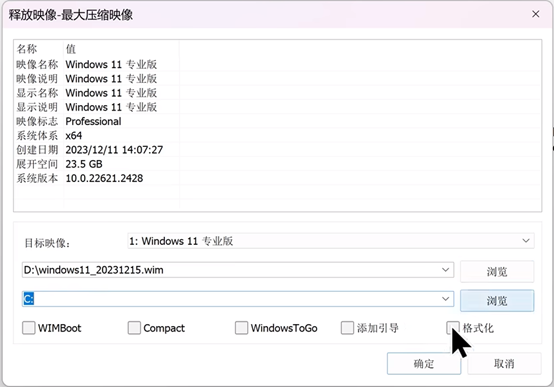 释放映像-最大压缩映像
名称 值
映像名称 Windows 11 专业版
映像说明 Windows 11 专业版
显示名称 Windows 11 专业版
显示说明 Windows 11 专业版
映像标志 Professional
系统体系 x64
创建日期 2023/12/11 14:07:27
展开空间 23.5 GB
系统版本 10.0.22621.2428
目标映像: 1: Windows 11 专业版
D:\windows11_20231215.wim 浏览
C: 浏览
WIMBoot Compact WindowsToGo 添加引导 格式化
确定 取消